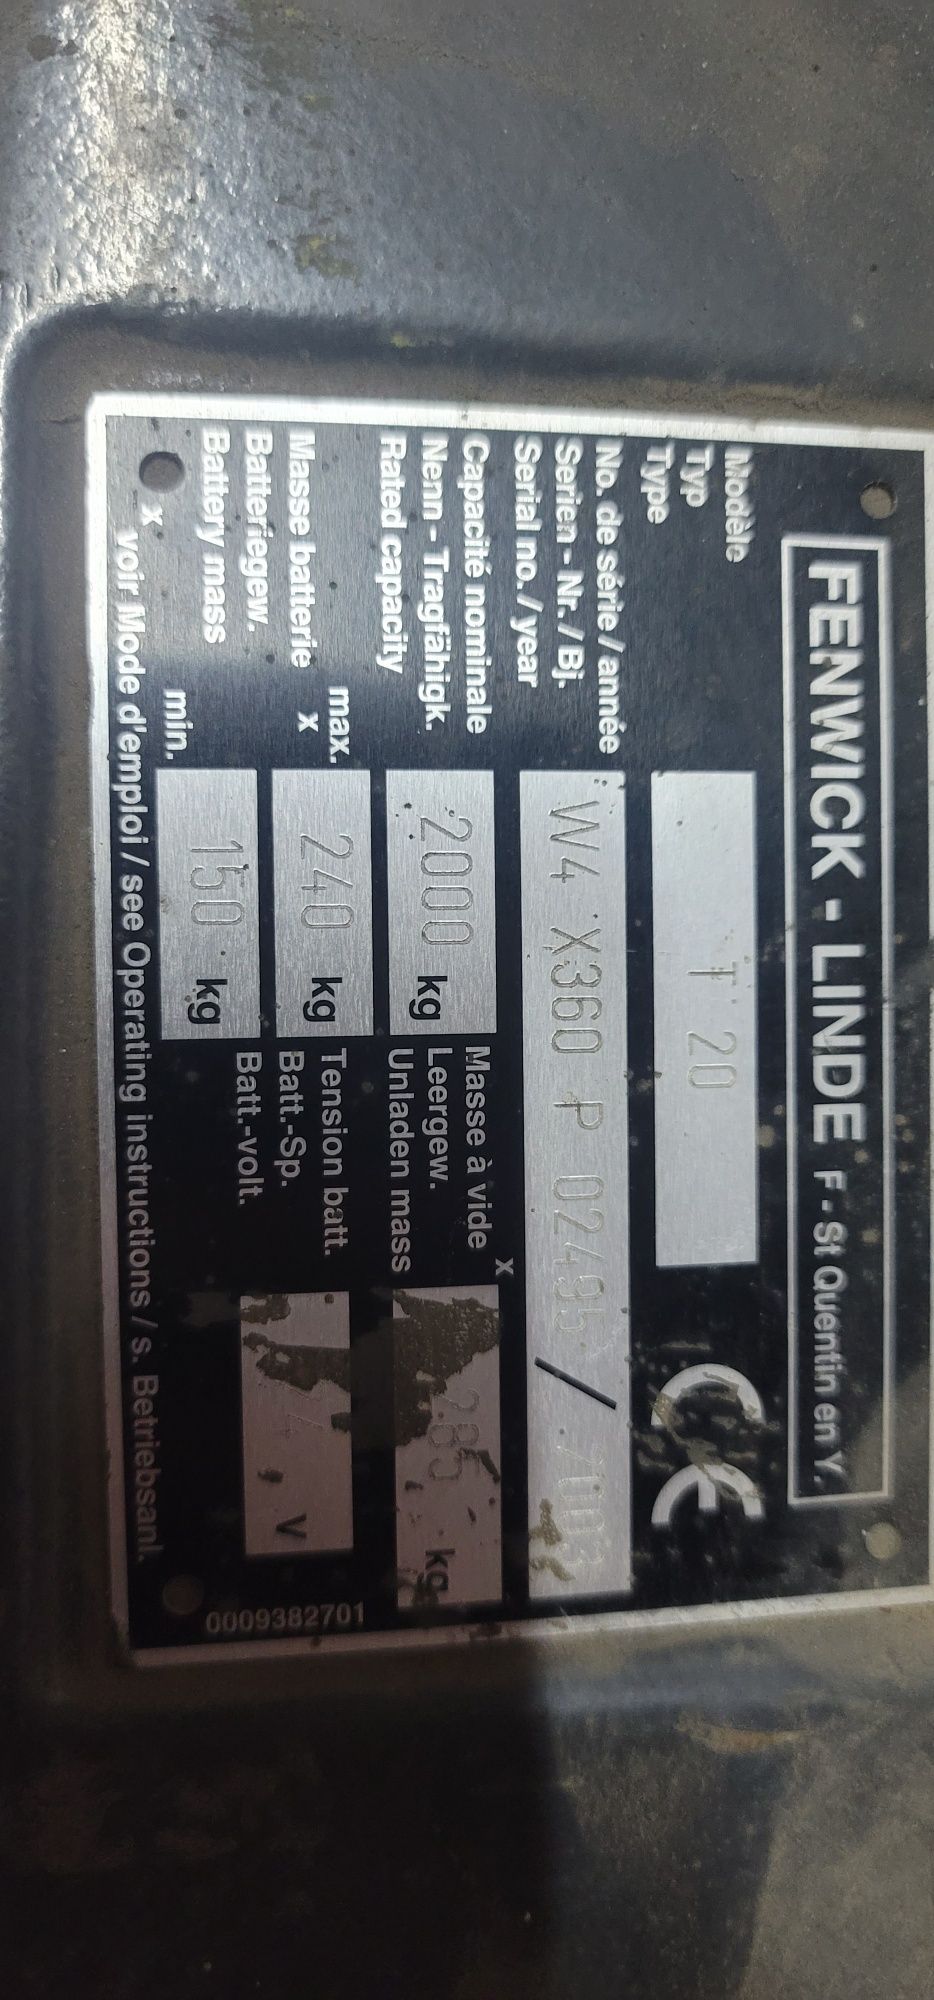 FENWICK - LINDE F - St Quentin en Y.
Modèle
Typ
Type
T 20
CE
No. de série / année
Serien - Nr. / Bj.
Serial no. / year
W4 X360 P 02495 / 2003
Capacité nominale
Nenn - Tragfähigk.
Rated capacity
2000 kg
Masse à vide
Leergew.
Unladen mass
x
285 kg
Masse batterie
Batteriegew.
Battery mass
max.
x
240 kg
min.
150 kg
Tension batt.
Batt.-Sp.
Batt.-volt.
24 V
x voir Mode d'emploi / see Operating instructions / s. Betriebsanl.
0009382701